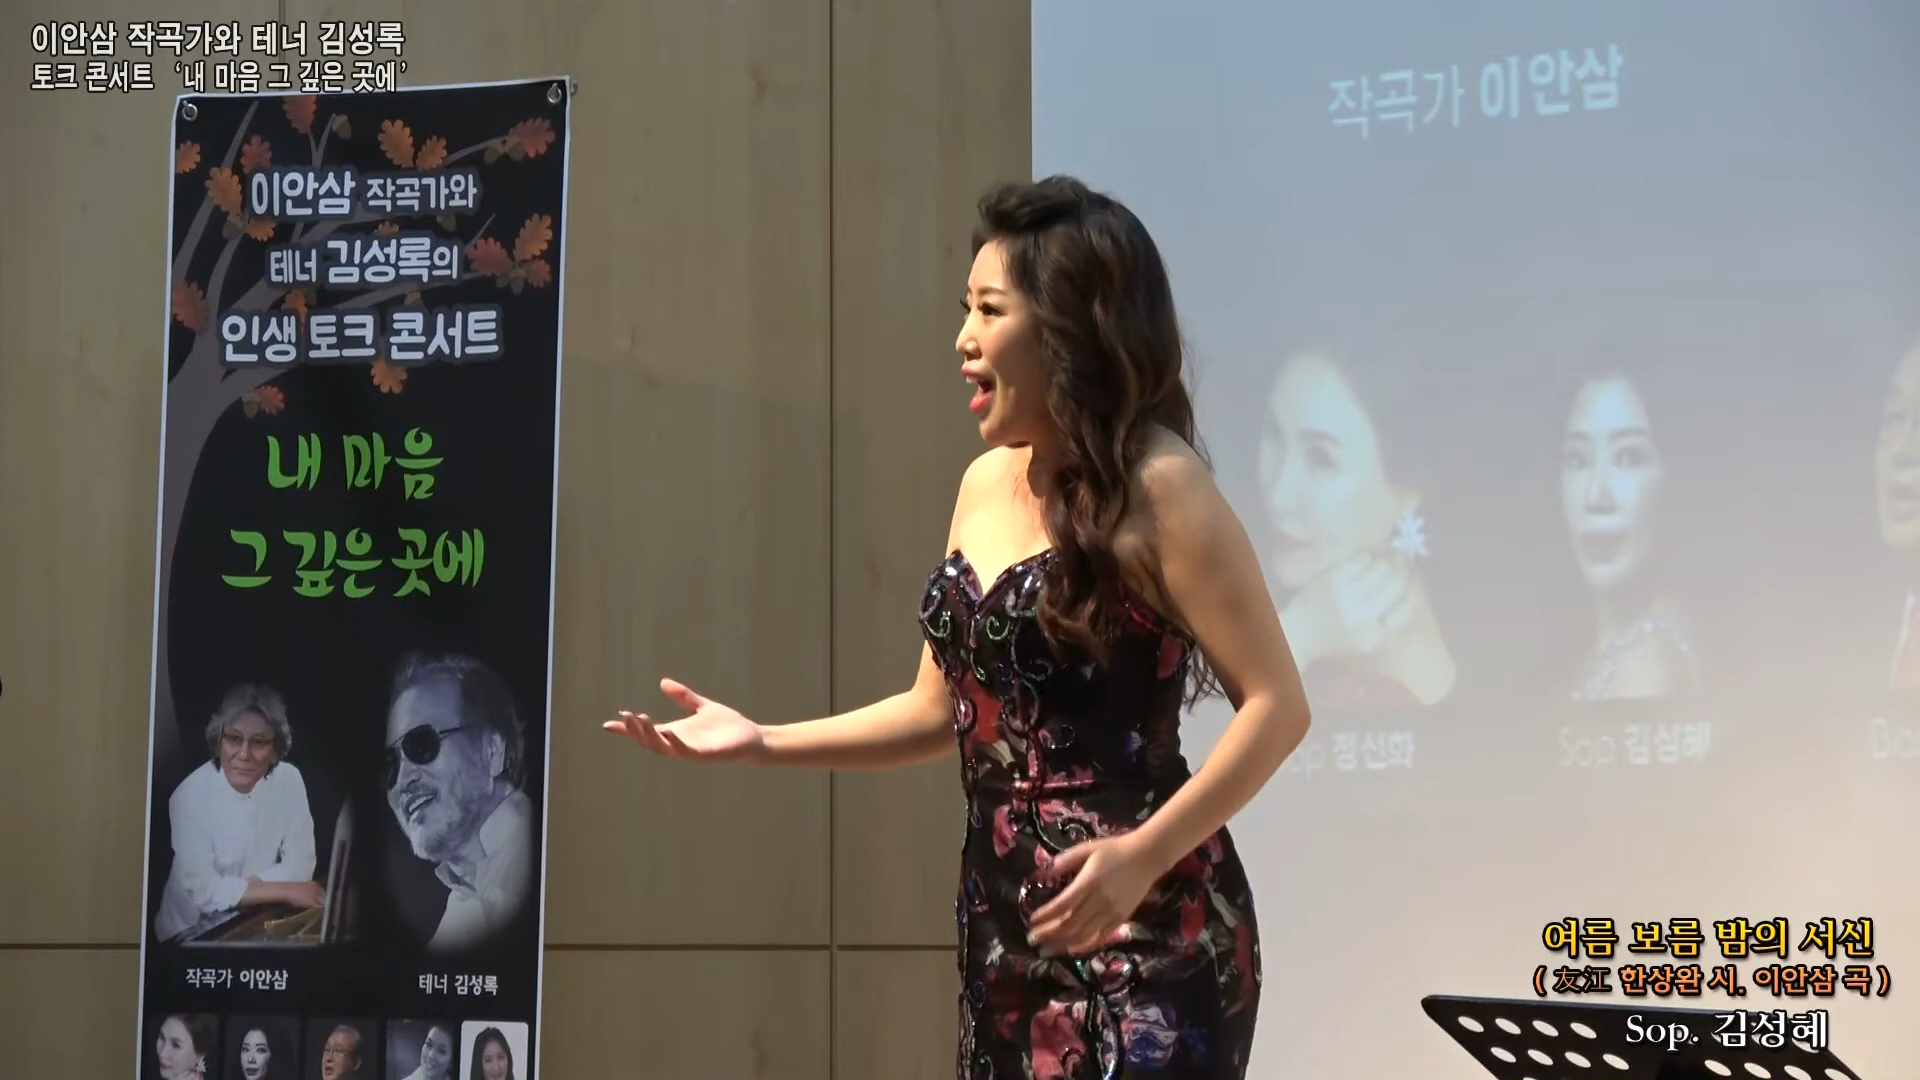 이안삼 작곡가와 테너 김성록
토크 콘서트 ‘내 마음 그 깊은 곳에’
이안삼 작곡가와
테너 김성록의
인생 토크 콘서트
내 마음
그 깊은 곳에
작곡가 이안삼
테너 김성록
작곡가 이안삼
정신화
Sop 김성혜
여름 보름 밤의 서신
( 友江 한상완 시. 이안삼 곡 )
Sop. 김성혜